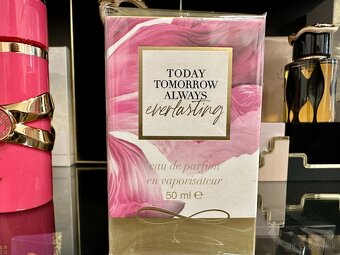 TODAY
TOMORROW
ALWAYS
everlasting
eau de parfum
en vaporisateur
50 ml e